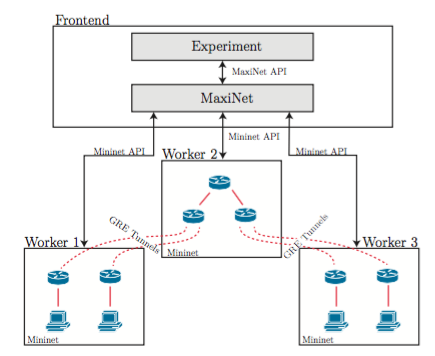 Frontend
Experiment
MaxiNet API
MaxiNet
Mininet API
Mininet API
Mininet API
Worker 2
GRE Tunnels
GRE Tunnels
Mininet
Worker 1
Worker 3
Mininet
Mininet